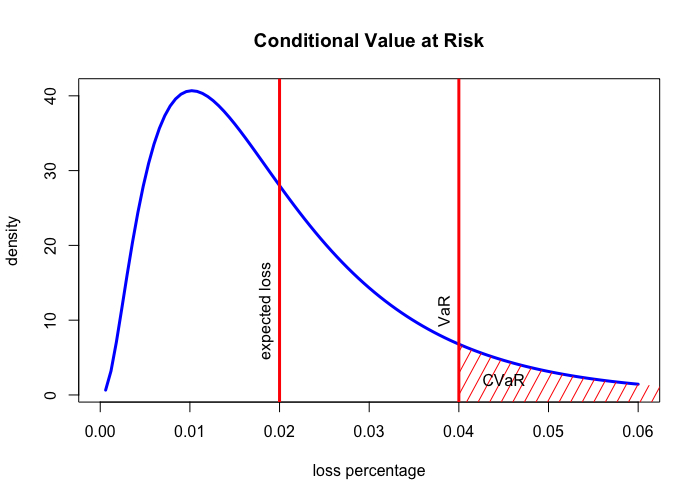 Conditional Value at Risk
density
40
30
20
10
0
expected loss
VaR
CVaR
0.00 0.01 0.02 0.03 0.04 0.05 0.06
loss percentage